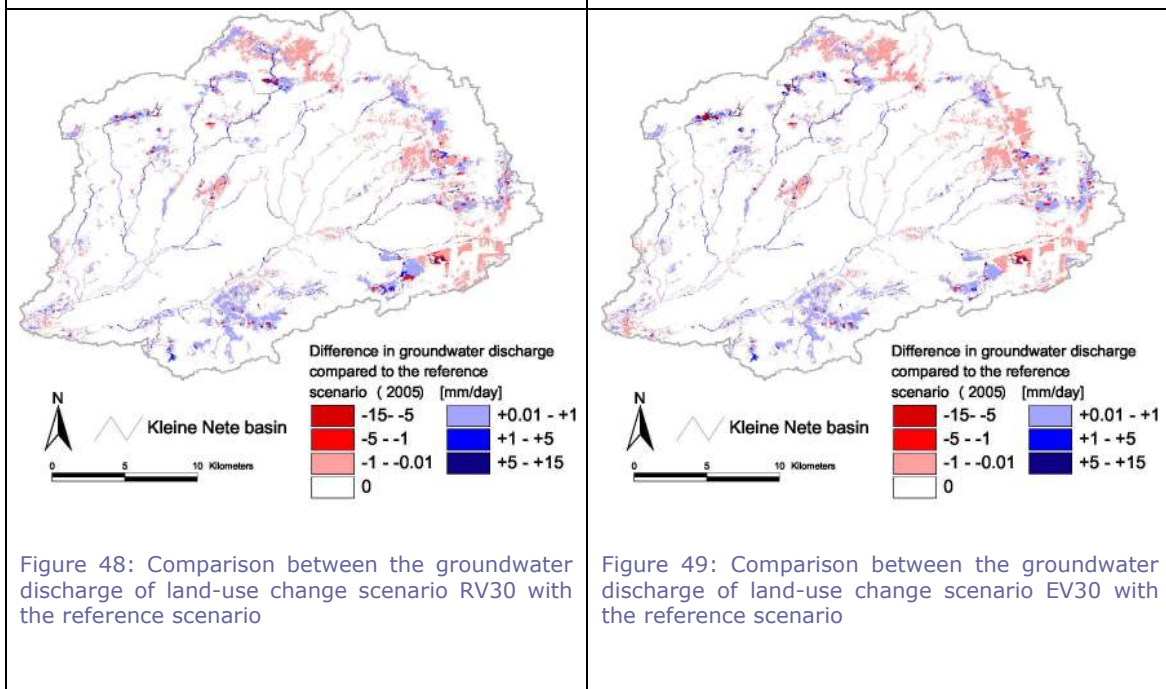 Difference in groundwater discharge
compared to the reference
scenario ( 2005) [mm/day]
N
Kleine Nete basin
-15- -5
-5 - -1
-1 - -0.01
0
+0.01 - +1
+1 - +5
+5 - +15
0 5 10 Kilometers
Figure 48: Comparison between the groundwater
discharge of land-use change scenario RV30 with
the reference scenario
Difference in groundwater discharge
compared to the reference
scenario ( 2005) [mm/day]
N
Kleine Nete basin
-15- -5
-5 - -1
-1 - -0.01
0
+0.01 - +1
+1 - +5
+5 - +15
0 5 10 Kilometers
Figure 49: Comparison between the groundwater
discharge of land-use change scenario EV30 with
the reference scenario